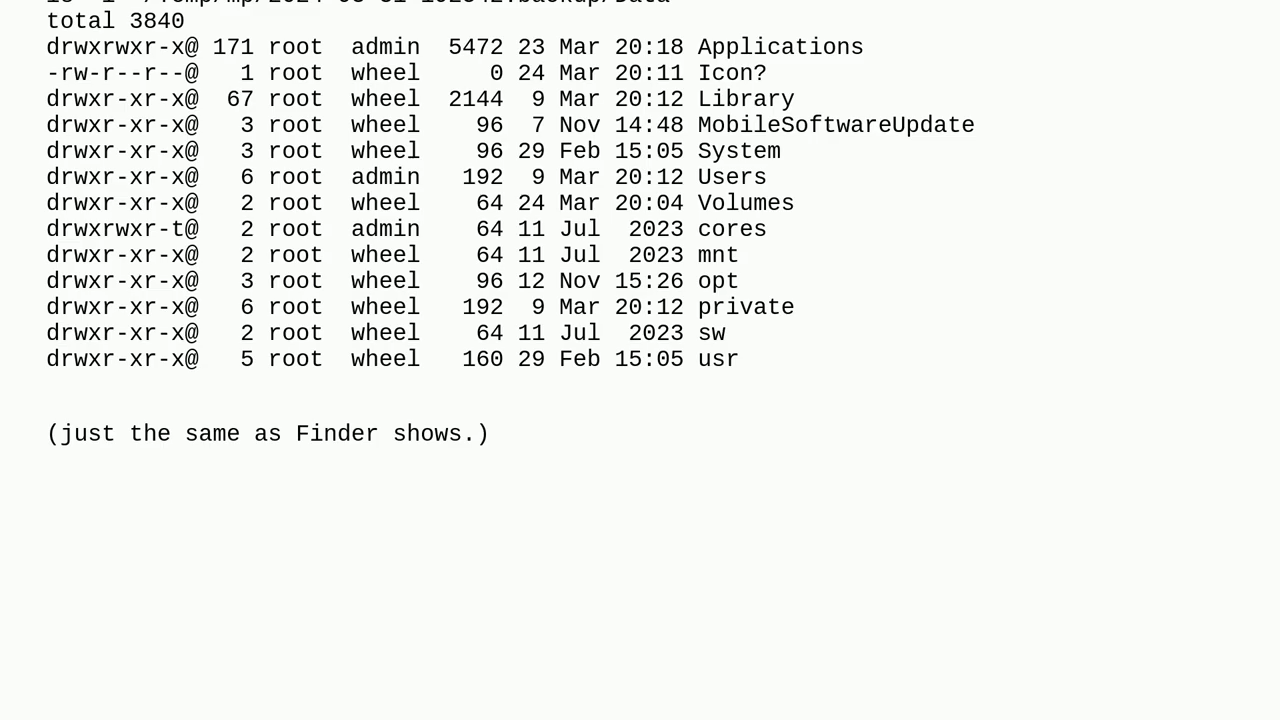 total 3840
drwxrwxr-x@ 171 root  admin  5472 23 Mar 20:18 Applications
-rw-r--r--@   1 root  wheel     0 24 Mar 20:11 Icon?
drwxr-xr-x@  67 root  wheel  2144  9 Mar 20:12 Library
drwxr-xr-x@   3 root  wheel    96  7 Nov 14:48 MobileSoftwareUpdate
drwxr-xr-x@   3 root  wheel    96 29 Feb 15:05 System
drwxr-xr-x@   6 root  admin   192  9 Mar 20:12 Users
drwxr-xr-x@   2 root  wheel    64 24 Mar 20:04 Volumes
drwxrwxr-t@   2 root  admin    64 11 Jul  2023 cores
drwxr-xr-x@   2 root  wheel    64 11 Jul  2023 mnt
drwxr-xr-x@   3 root  wheel    96 12 Nov 15:26 opt
drwxr-xr-x@   6 root  wheel   192  9 Mar 20:12 private
drwxr-xr-x@   2 root  wheel    64 11 Jul  2023 sw
drwxr-xr-x@   5 root  wheel   160 29 Feb 15:05 usr
(just the same as Finder shows.)